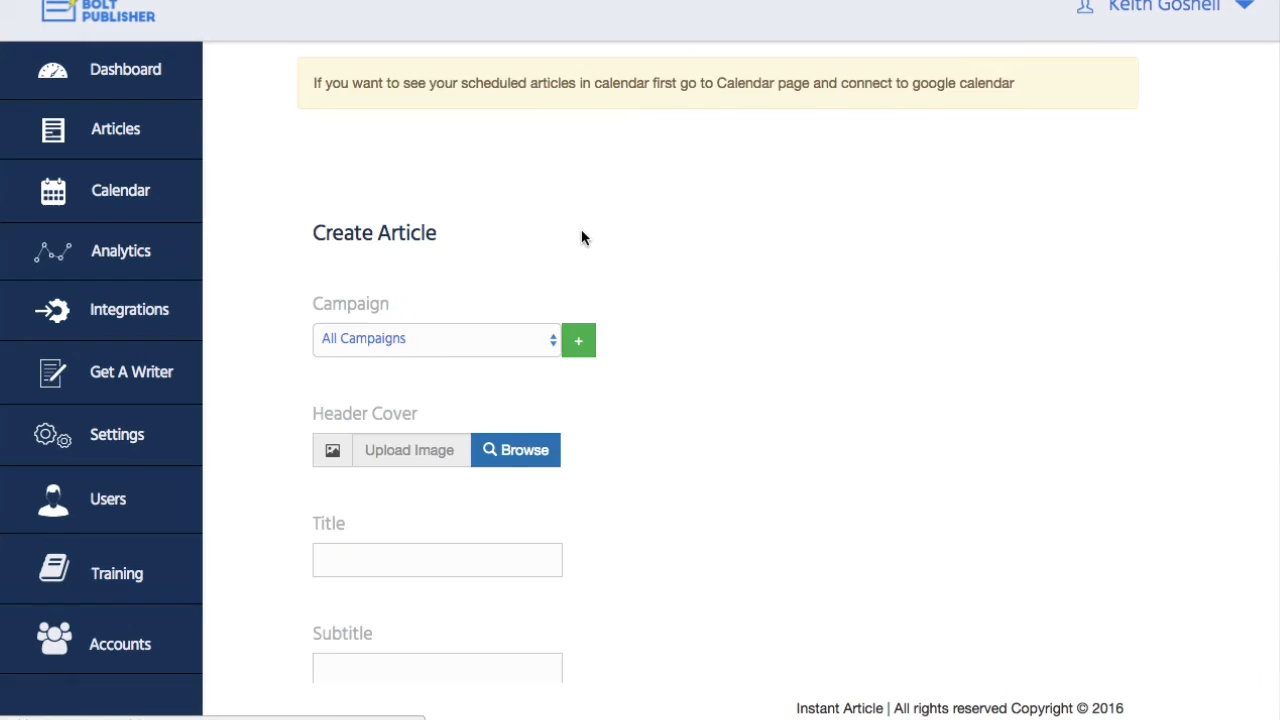 BOLT
PUBLISHER
Keith Goshell
Dashboard
Articles
Calendar
Analytics
Integrations
Get A Writer
Settings
Users
Training
Accounts
If you want to see your scheduled articles in calendar first go to Calendar page and connect to google calendar
Create Article
Campaign
All Campaigns
+
Header Cover
Upload Image
Browse
Title
Subtitle
Instant Article | All rights reserved Copyright © 2016